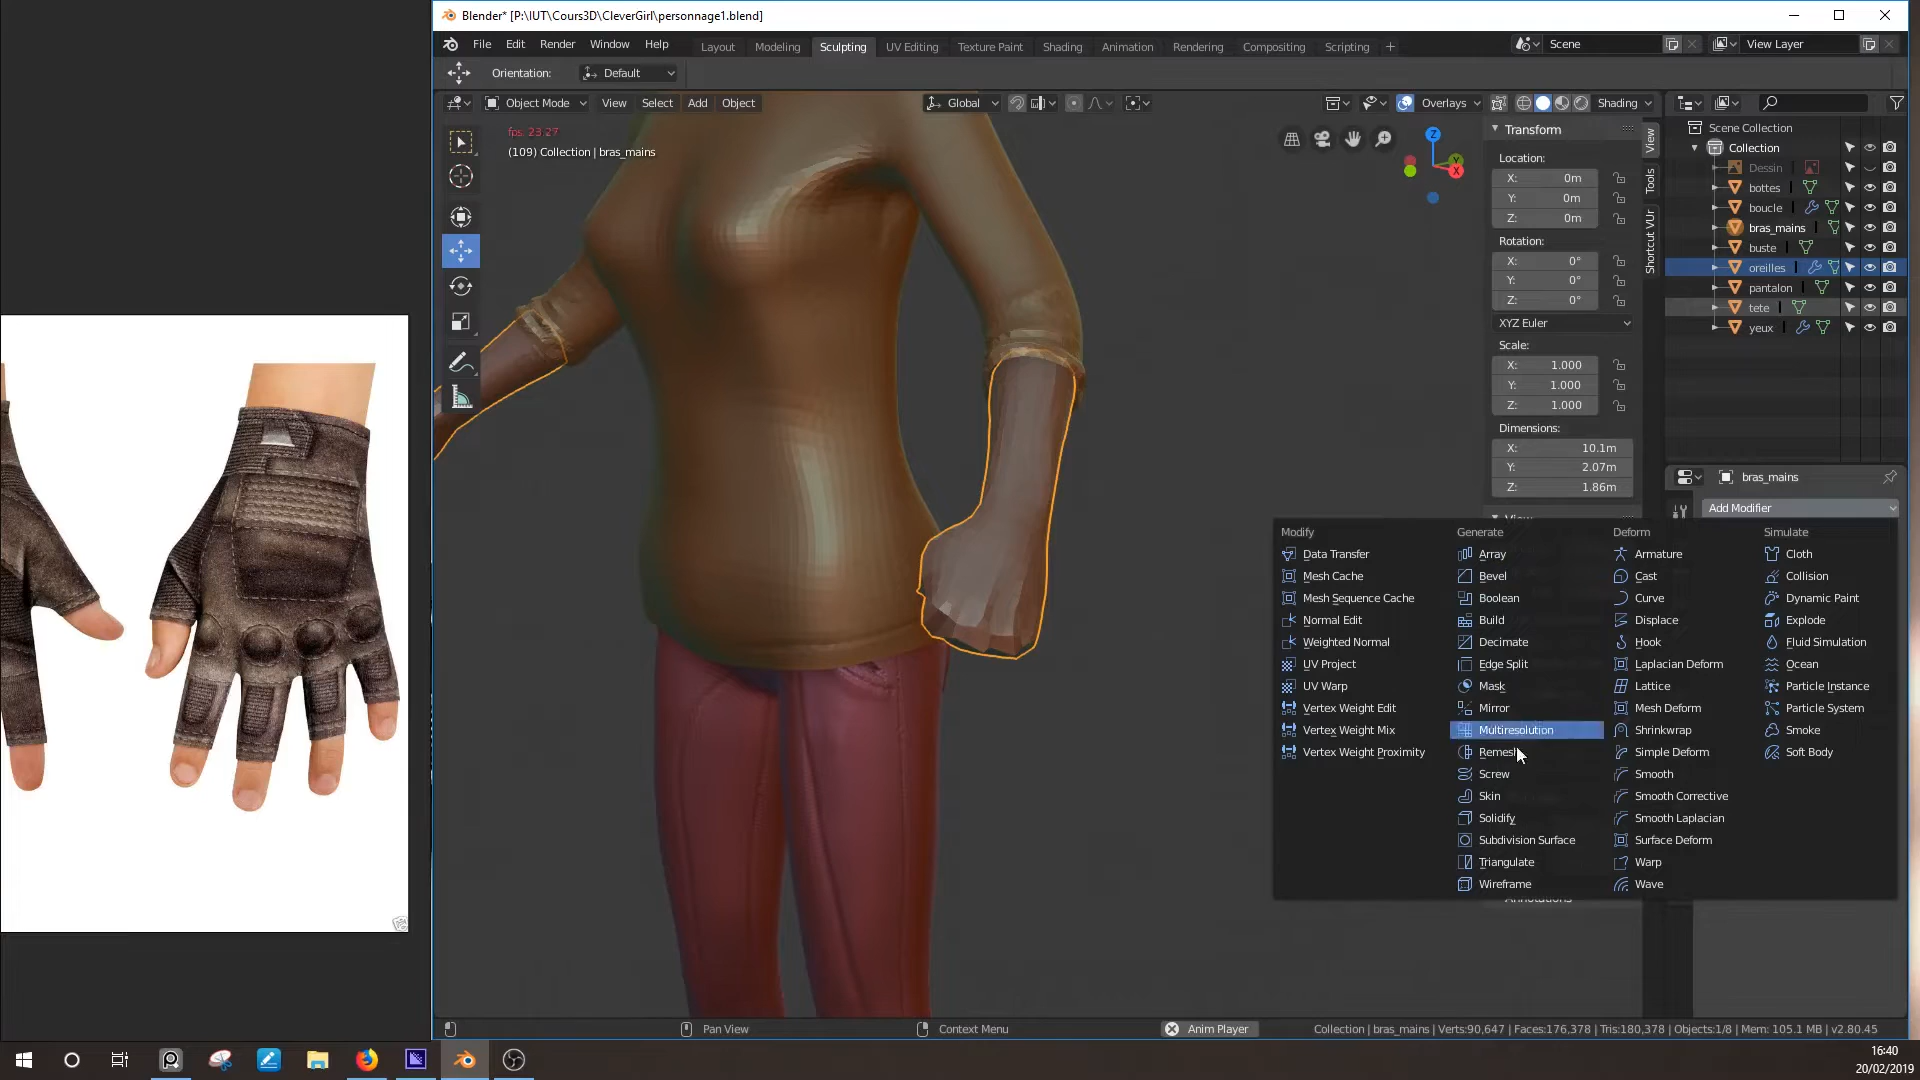 Blender* [P:\IUT\Cours3D\CleverGirl\personnage1.blend]
File Edit Render Window Help
Layout Modeling Sculpting UV Editing Texture Paint Shading Animation Rendering Compositing Scripting +
Scene
View Layer
Orientation: Default
Object Mode View Select Add Object
Global
Overlays
Shading
fps: 23.27
(109) Collection | bras_mains
Z
Y
X
Transform
Location:
X: 0m
Y: 0m
Z: 0m
Rotation:
X: 0°
Y: 0°
Z: 0°
XYZ Euler
Scale:
X: 1.000
Y: 1.000
Z: 1.000
Dimensions:
X: 10.1m
Y: 2.07m
Z: 1.86m
View
View
Tools
Shortcut VUr
Scene Collection
Collection
Dessin
bottes
boucle
bras_mains
buste
oreilles
pantalon
tete
yeux
bras_mains
Add Modifier
Modify
Data Transfer
Mesh Cache
Mesh Sequence Cache
Normal Edit
Weighted Normal
UV Project
UV Warp
Vertex Weight Edit
Vertex Weight Mix
Vertex Weight Proximity
Generate
Array
Bevel
Boolean
Build
Decimate
Edge Split
Mask
Mirror
Multiresolution
Remesh
Screw
Skin
Solidify
Subdivision Surface
Triangulate
Wireframe
Deform
Armature
Cast
Curve
Displace
Hook
Laplacian Deform
Lattice
Mesh Deform
Shrinkwrap
Simple Deform
Smooth
Smooth Corrective
Smooth Laplacian
Surface Deform
Warp
Wave
Simulate
Cloth
Collision
Dynamic Paint
Explode
Fluid Simulation
Ocean
Particle Instance
Particle System
Smoke
Soft Body
Annotations
Pan View
Context Menu
Anim Player
Collection | bras_mains | Verts:90,647 | Faces:176,378 | Tris:180,378 | Objects:1/8 | Mem: 105.1 MB | v2.80.45
16:40
20/02/2019